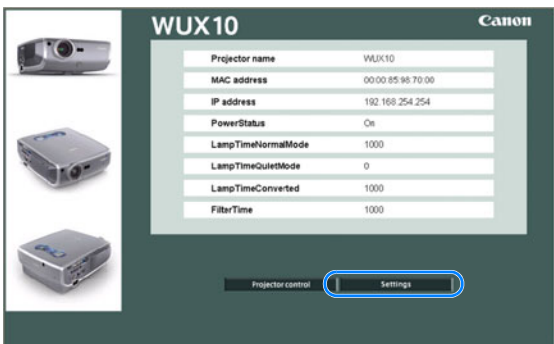 WUX10 Canon
Projector name WUX10
MAC address 00:00:85:98:70:00
IP address 192.168.254.254
PowerStatus On
LampTimeNormalMode 1000
LampTimeQuietMode 0
LampTimeConverted 1000
FilterTime 1000
Projector control Settings